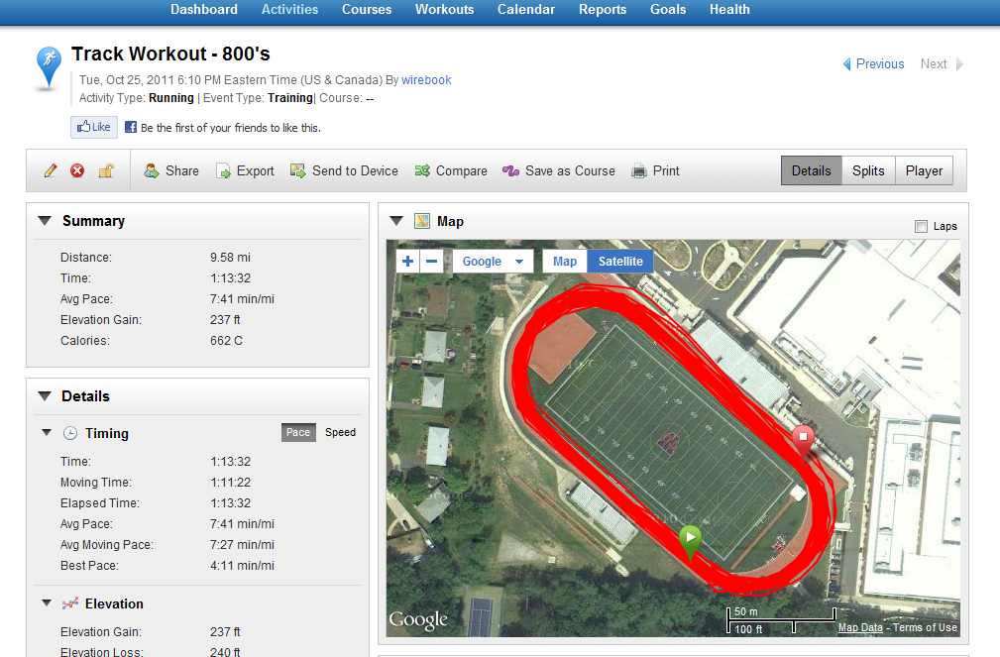 Dashboard Activities Courses Workouts Calendar Reports Goals Health
Track Workout - 800's
Tue, Oct 25, 2011 6:10 PM Eastern Time (US & Canada) By wirebook
Activity Type: Running | Event Type: Training| Course: --
Previous Next
Like Be the first of your friends to like this.
Share Export Send to Device Compare Save as Course Print Details Splits Player
Summary
Distance: 9.58 mi
Time: 1:13:32
Avg Pace: 7:41 min/mi
Elevation Gain: 237 ft
Calories: 662 C
Details
Timing Pace Speed
Time: 1:13:32
Moving Time: 1:11:22
Elapsed Time: 1:13:32
Avg Pace: 7:41 min/mi
Avg Moving Pace: 7:27 min/mi
Best Pace: 4:11 min/mi
Elevation
Elevation Gain: 237 ft
Elevation Loss: 240 ft
Map
Laps
+ − Google Map Satellite
Google
50 m
100 ft
Map Data - Terms of Use